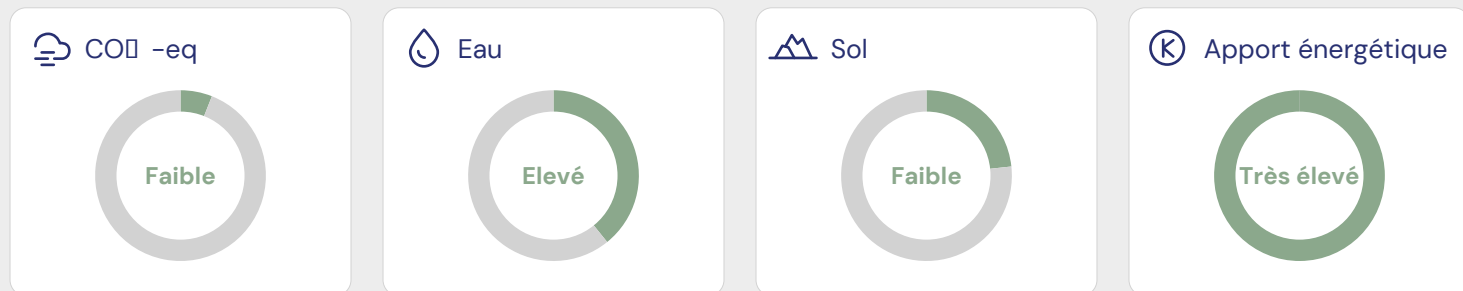 CO▯ -eq
Eau
Sol
Apport énergétique
Faible
Elevé
Faible
Très élevé